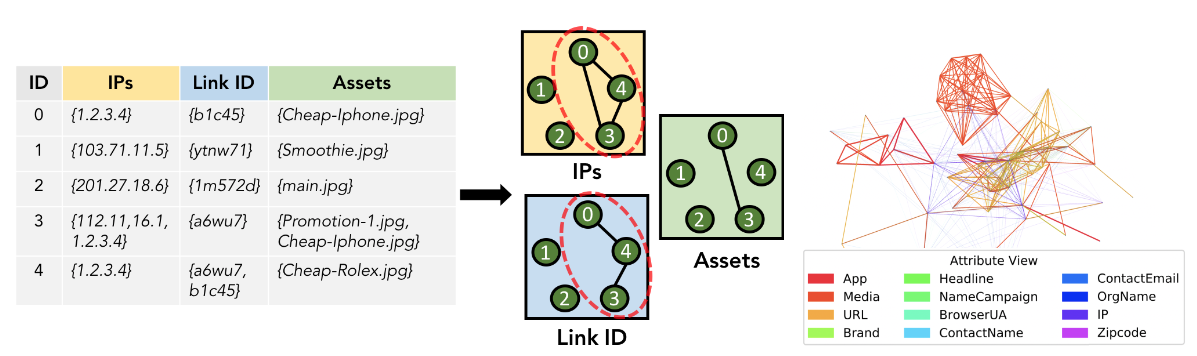 ID IPs Link ID Assets
0 {1.2.3.4} {b1c45} {Cheap-Iphone.jpg}
1 {103.71.11.5} {ytnw71} {Smoothie.jpg}
2 {201.27.18.6} {1m572d} {main.jpg}
3 {112.11,16.1, {a6wu7} {Promotion-1.jpg,
1.2.3.4} Cheap-Iphone.jpg}
4 {1.2.3.4} {a6wu7, {Cheap-Rolex.jpg}
b1c45}
0
1
4
2
3
IPs
0
1
4
2
3
Link ID
0
1
4
2
3
Assets
Attribute View
App Headline ContactEmail
Media NameCampaign OrgName
URL BrowserUA IP
Brand ContactName Zipcode